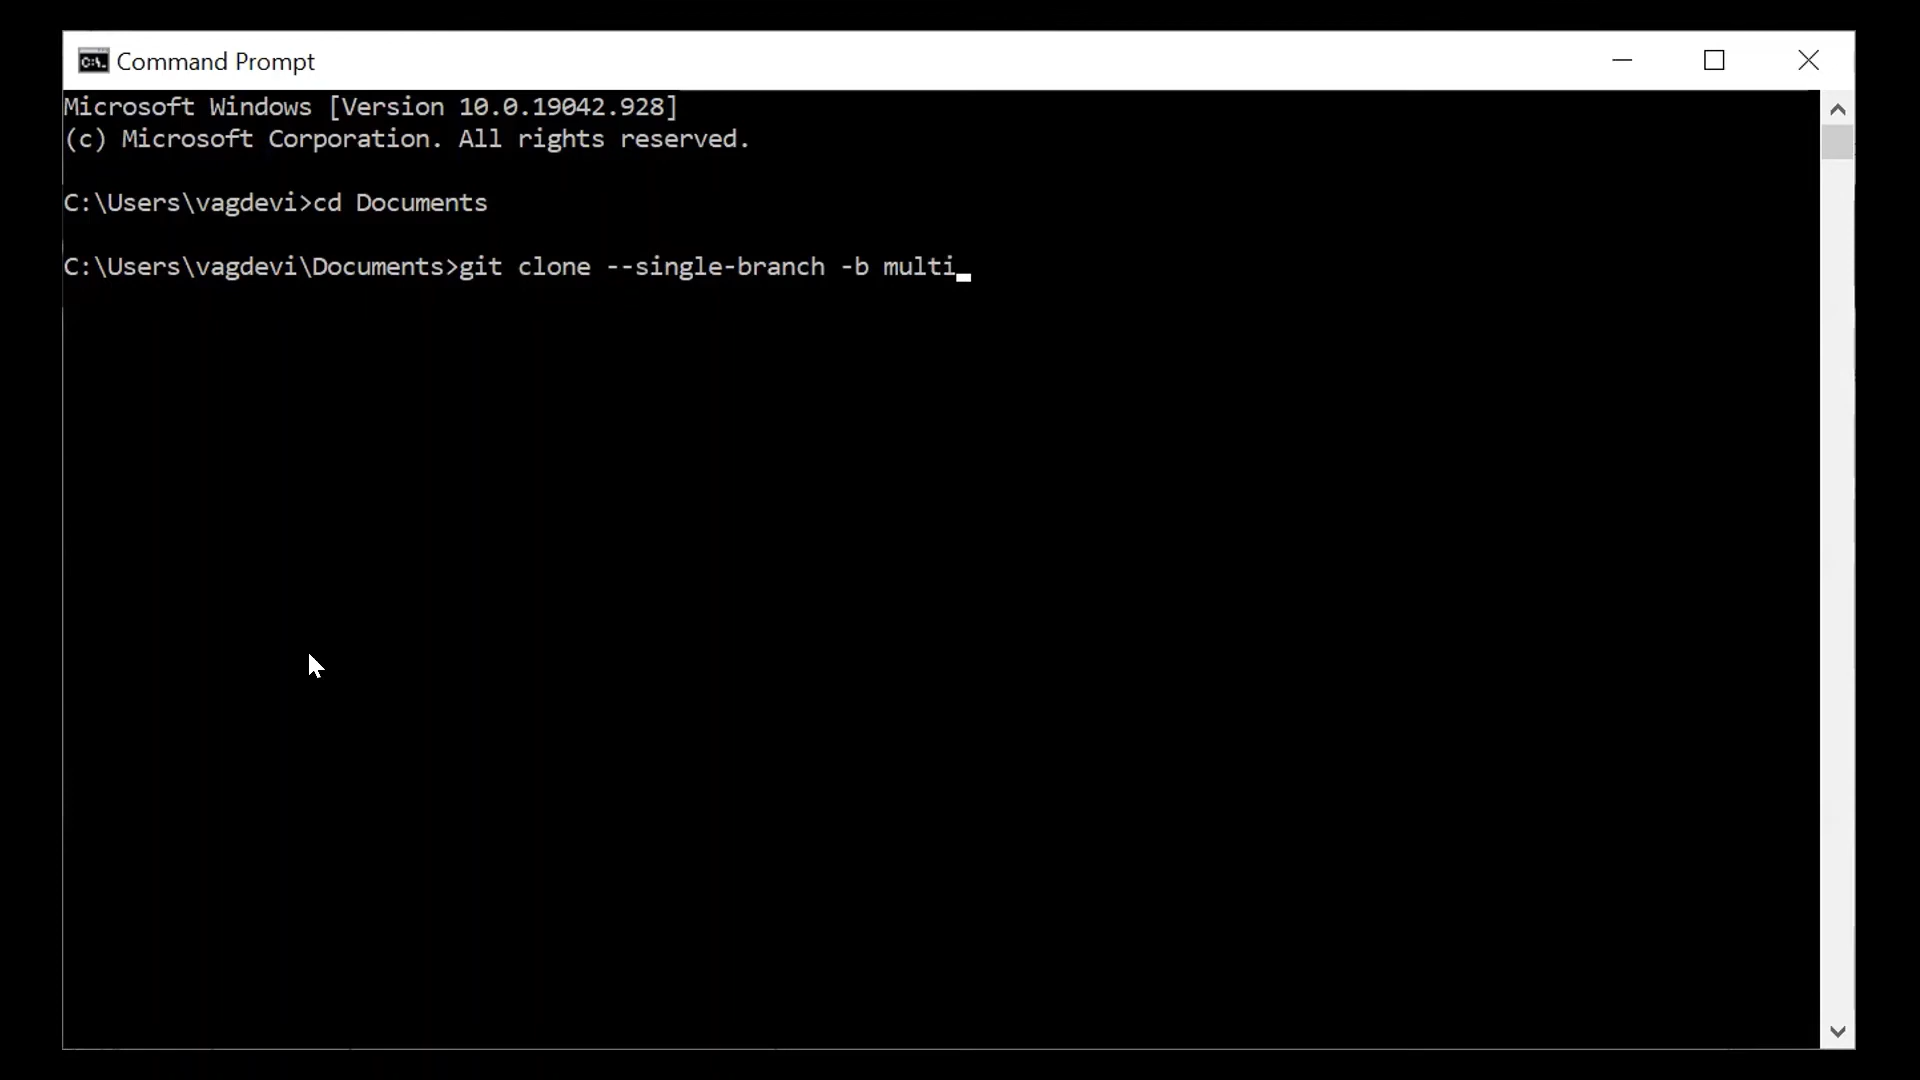 Command Prompt
Microsoft Windows [Version 10.0.19042.928]
(c) Microsoft Corporation. All rights reserved.
C:\Users\vagdevi>cd Documents
C:\Users\vagdevi\Documents>git clone --single-branch -b multi